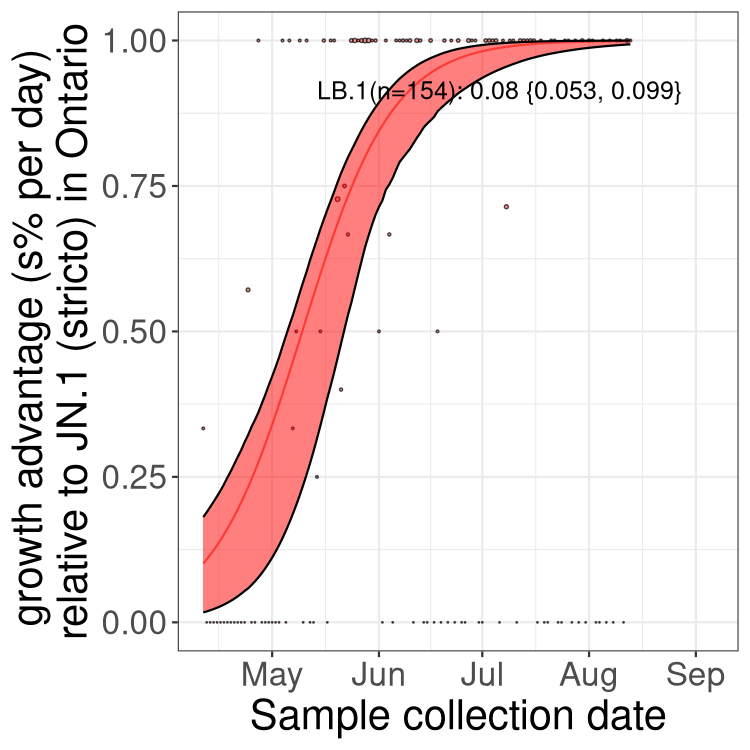 growth advantage (s% per day)
relative to JN.1 (stricto) in Ontario
1.00
0.75
0.50
0.25
0.00
LB.1(n=154): 0.08 {0.053, 0.099}
May Jun Jul Aug Sep
Sample collection date